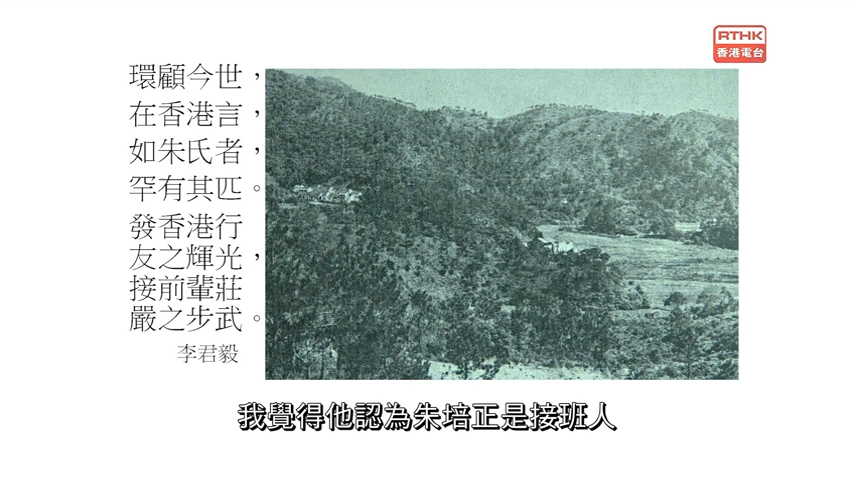 RTHK
香港電台
環顧今世，
在香港言，
如朱氏者，
罕有其匹。
發香港行
友之輝光，
接前輩莊
嚴之步武。
李君毅
我覺得他認為朱培正是接班人